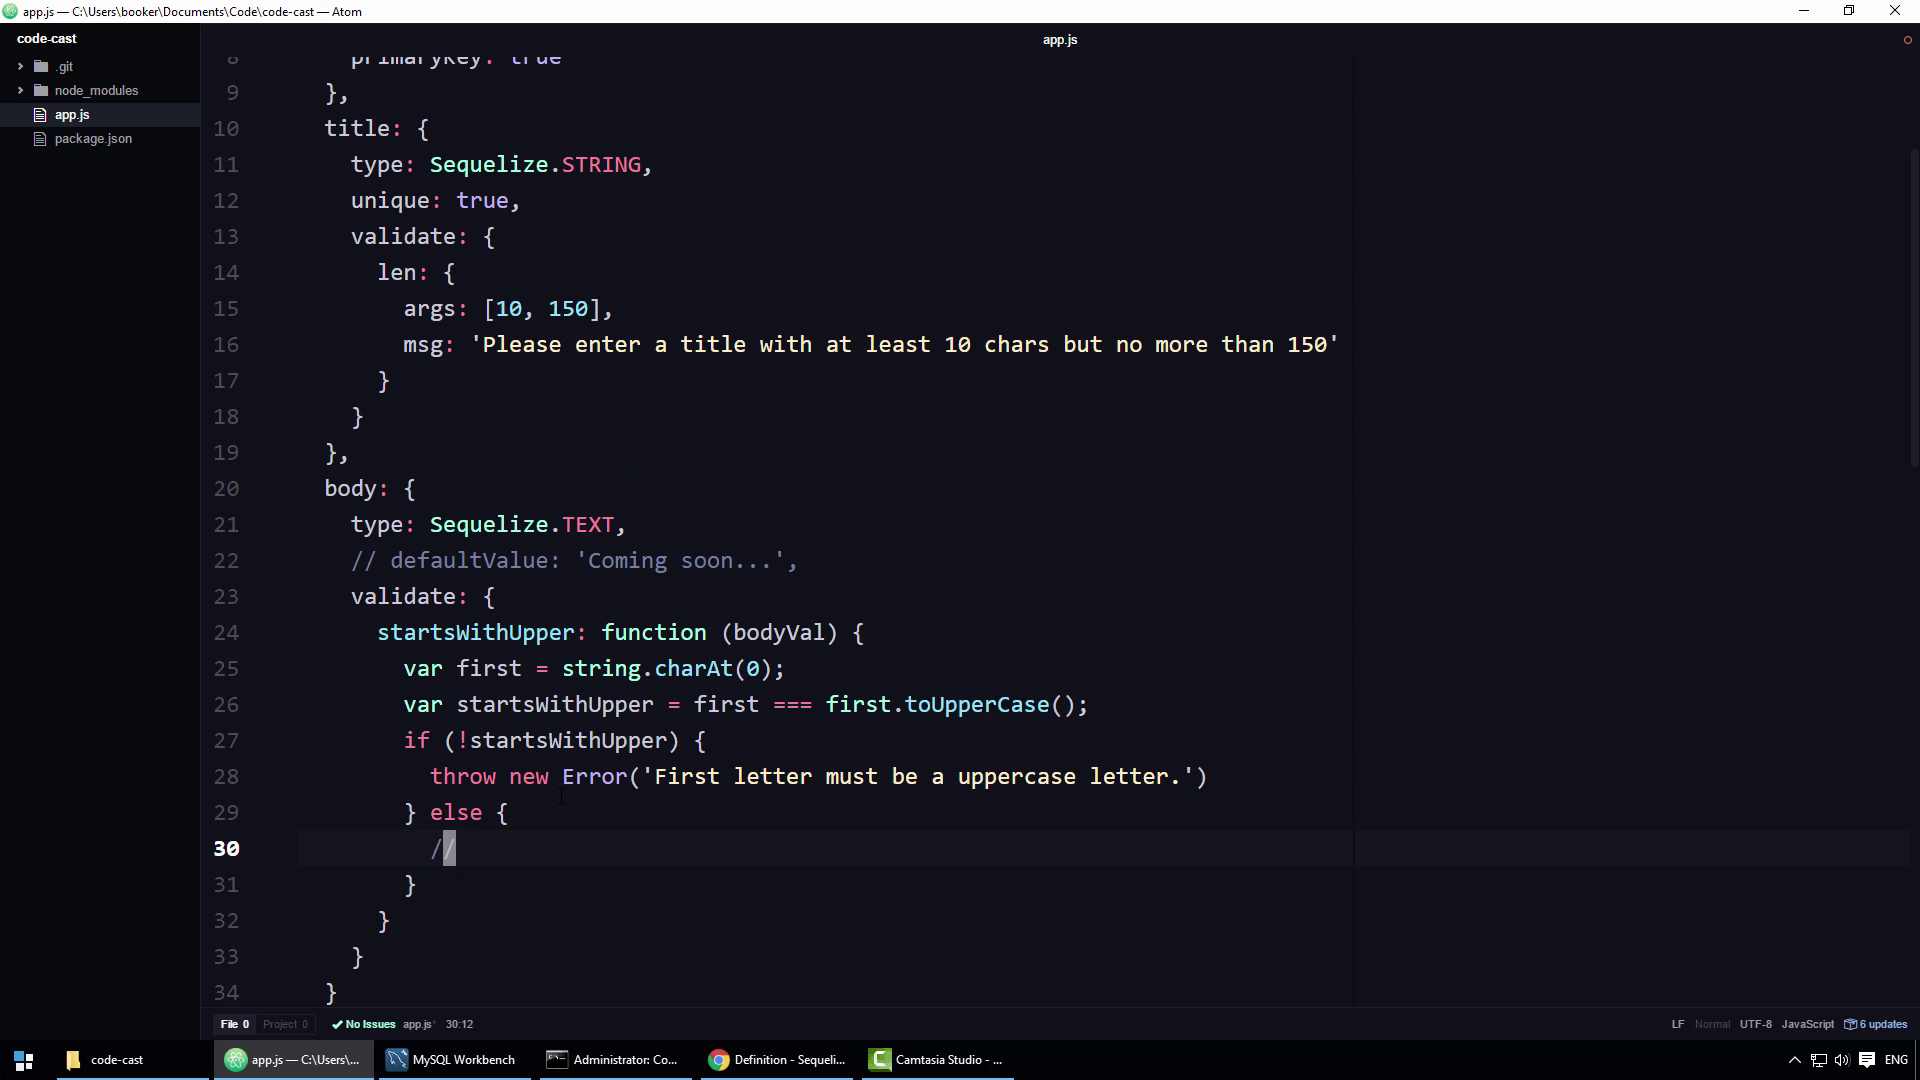 app.js — C:\Users\booker\Documents\Code\code-cast — Atom
code-cast
.git
node_modules
app.js
package.json
app.js
8 primaryKey: true
9 },
10 title: {
11 type: Sequelize.STRING,
12 unique: true,
13 validate: {
14 len: {
15 args: [10, 150],
16 msg: 'Please enter a title with at least 10 chars but no more than 150'
17 }
18 }
19 },
20 body: {
21 type: Sequelize.TEXT,
22 // defaultValue: 'Coming soon...',
23 validate: {
24 startsWithUpper: function (bodyVal) {
25 var first = string.charAt(0);
26 var startsWithUpper = first === first.toUpperCase();
27 if (!startsWithUpper) {
28 throw new Error('First letter must be a uppercase letter.')
29 } else {
30 //
31 }
32 }
33 }
34 }
File 0 Project 0 No Issues app.js* 30:12 LF Normal UTF-8 JavaScript 6 updates
code-cast app.js — C:\Users\... MySQL Workbench Administrator: Co... Definition - Sequeli... Camtasia Studio - ... ENG